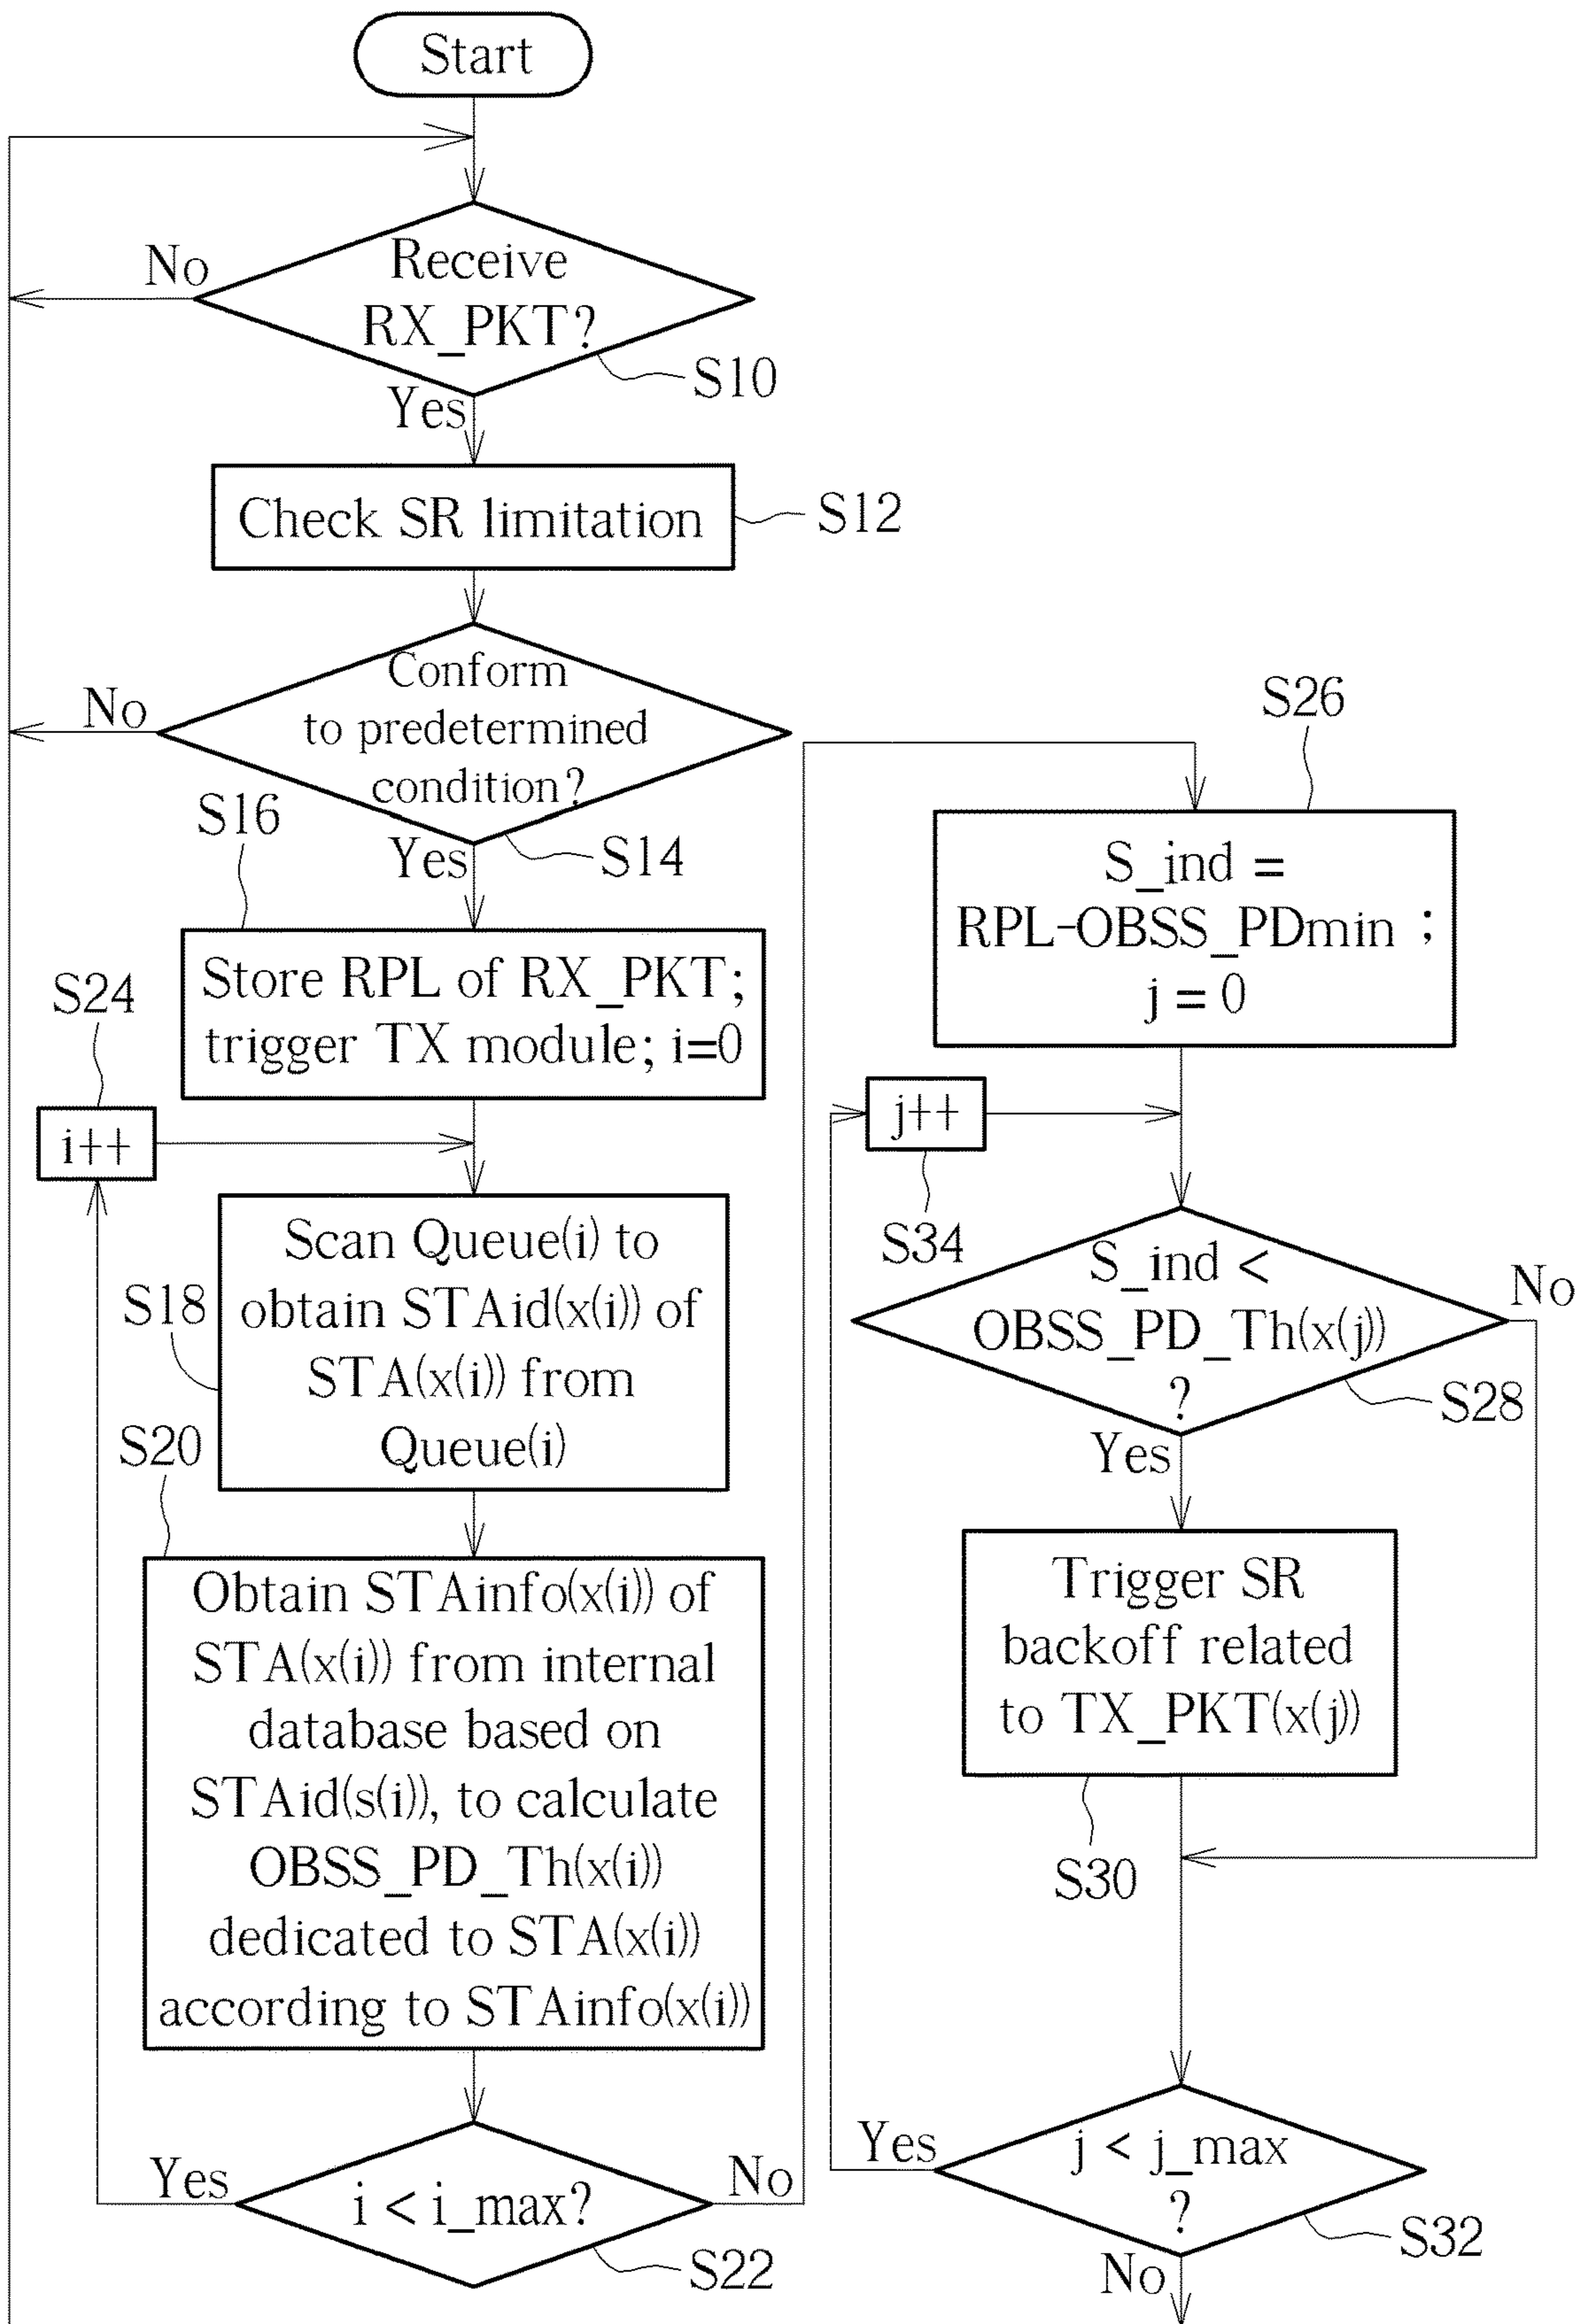 Start
Receive
RX_PKT?
No
S10
Yes
Check SR limitation
S12
Conform
to predetermined
condition?
No
S14
Yes
S16
Store RPL of RX_PKT;
trigger TX module; i=0
S24
i++
Scan Queue(i) to
obtain STAid(x(i)) of
STA(x(i)) from
Queue(i)
S18
S20
Obtain STAinfo(x(i)) of
STA(x(i)) from internal
database based on
STAid(s(i)), to calculate
OBSS_PD_Th(x(i))
dedicated to STA(x(i))
according to STAinfo(x(i))
Yes
i < i_max?
No
S22
S26
S_ind =
RPL-OBSS_PDmin ;
j = 0
j++
S34
S_ind <
OBSS_PD_Th(x(j))
?
No
S28
Yes
Trigger SR
backoff related
to TX_PKT(x(j))
S30
Yes
j < j_max
?
S32
No